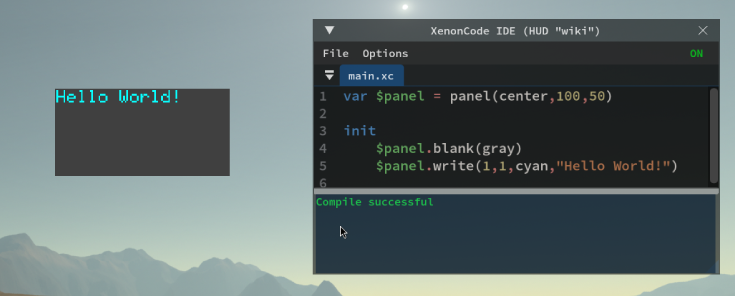 Hello World!
XenonCode IDE (HUD "wiki")
File Options ON
main.xc
1 var $panel = panel(center,100,50)
2
3 init
4 $panel.blank(gray)
5 $panel.write(1,1,cyan,"Hello World!")
6
Compile successful